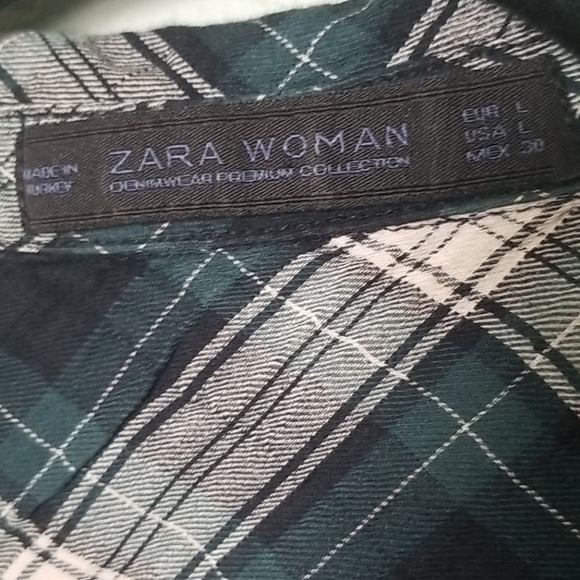 MADE IN
TURKEY
ZARA WOMAN
DENIMWEAR PREMIUM COLLECTION
EUR L
USA L
MEX 30